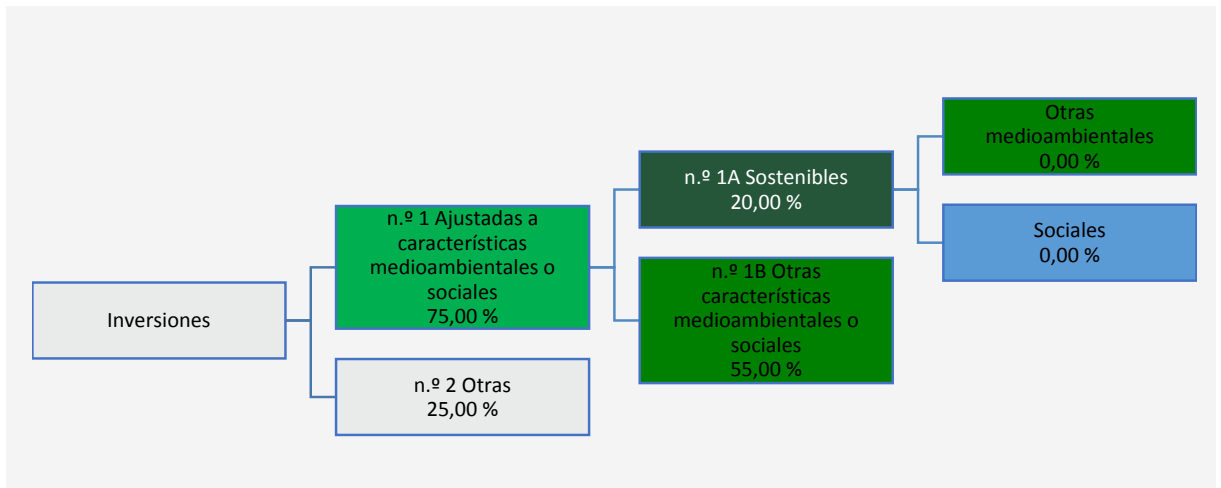 Inversiones
n.º 1 Ajustadas a
características
medioambientales o
sociales
75,00 %
n.º 2 Otras
25,00 %
n.º 1A Sostenibles
20,00 %
n.º 1B Otras
características
medioambientales o
sociales
55,00 %
Otras
medioambientales
0,00 %
Sociales
0,00 %